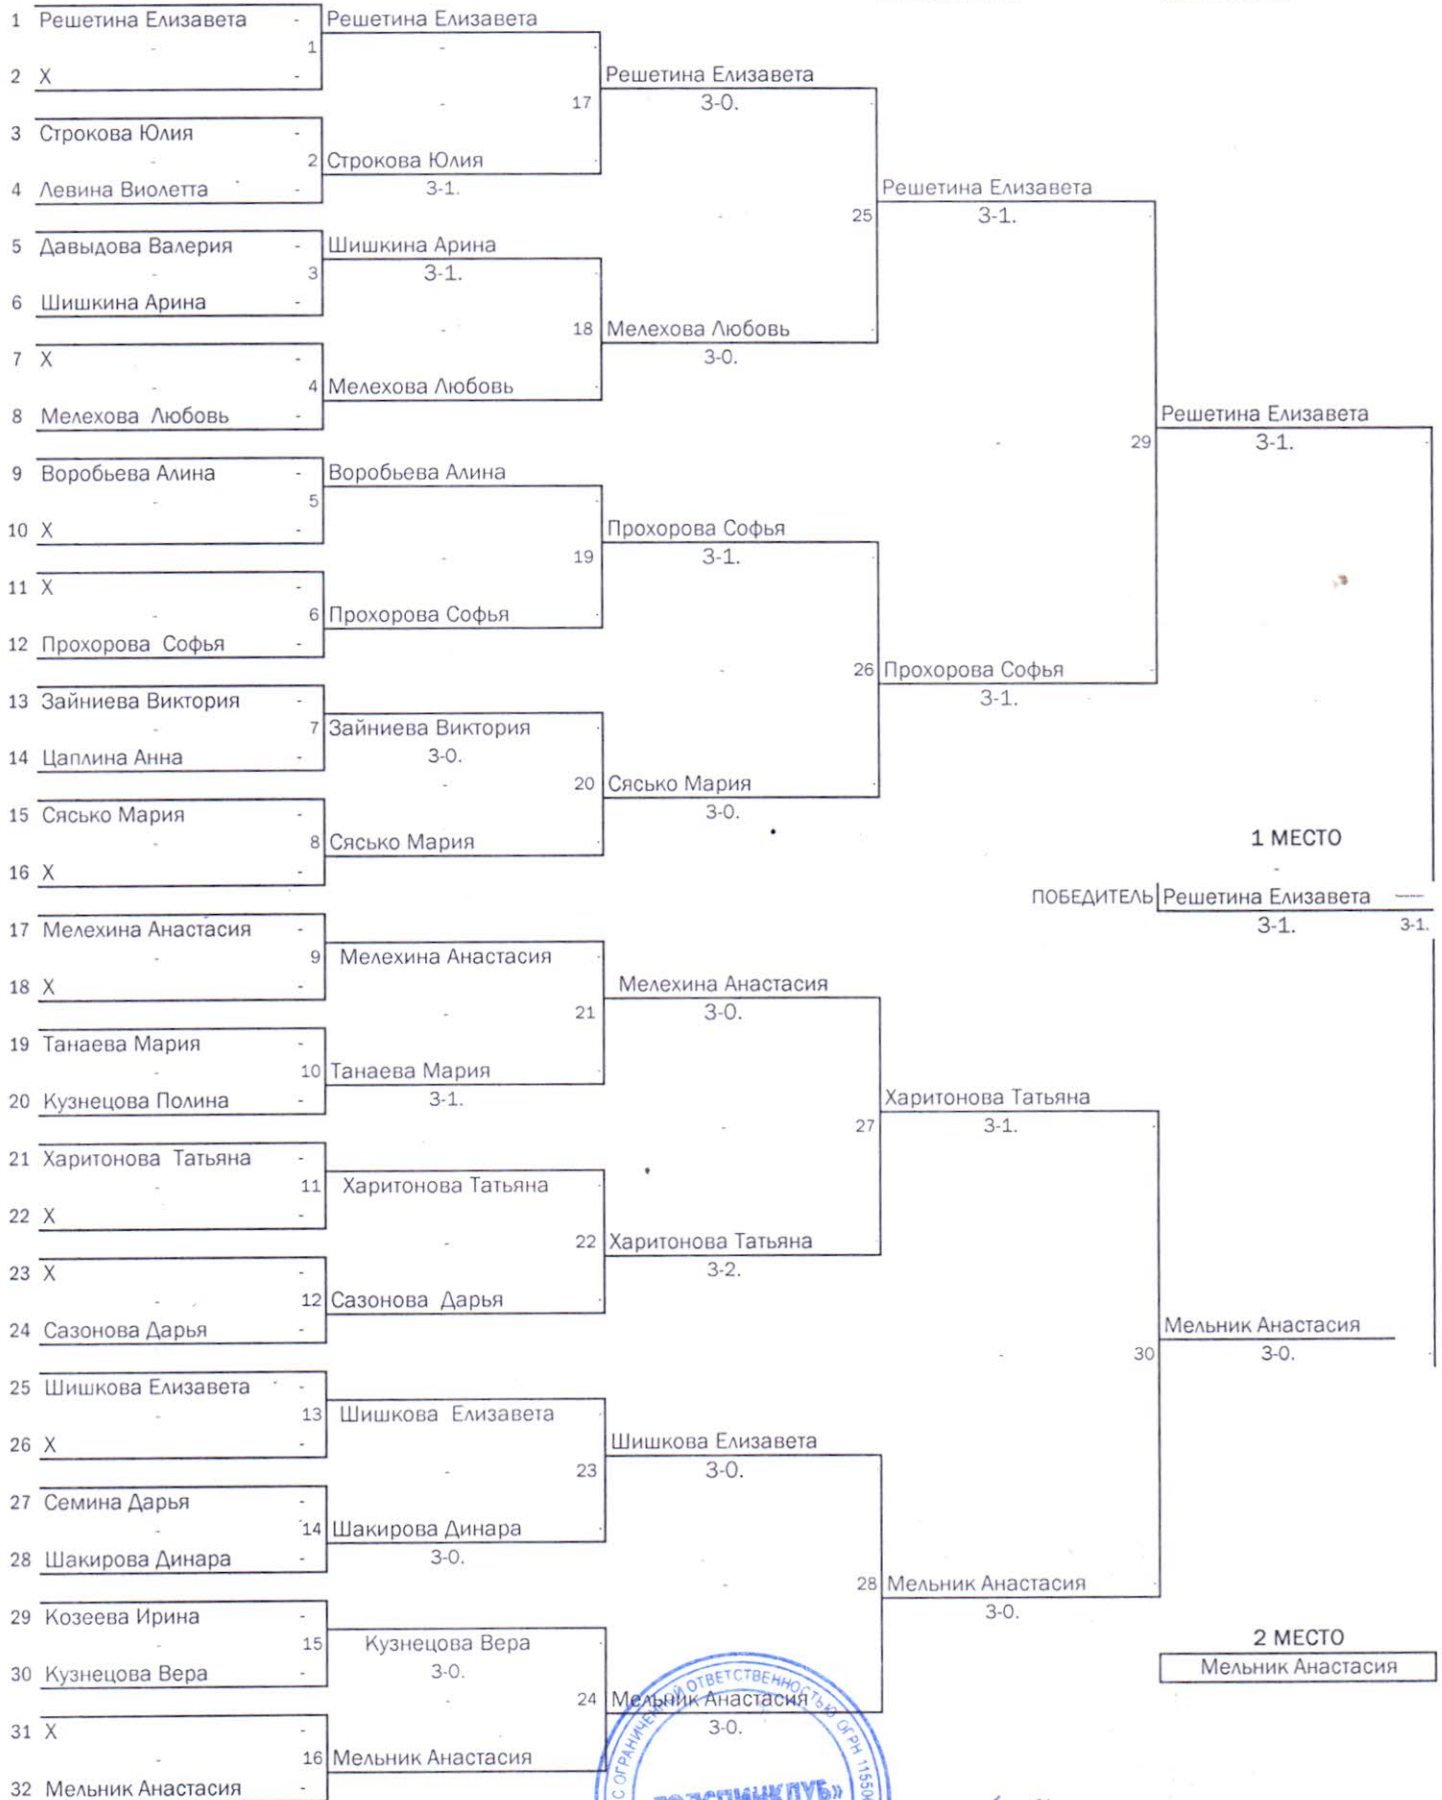 1 Решетина Елизавета - Решетина Елизавета
- 1 -
2 X - Решетина Елизавета
- 17 3-0.
3 Строкова Юлия -
- 2 Строкова Юлия
4 Левина Виолетта - 3-1. Решетина Елизавета
- 25 3-1.
5 Давыдова Валерия - Шишкина Арина
- 3 3-1.
6 Шишкина Арина -
- 18 Мелехова Любовь
7 X - 3-0.
- 4 Мелехова Любовь
8 Мелехова Любовь - Решетина Елизавета
- 29 3-1.
9 Воробьева Алина - Воробьева Алина
- 5
10 X - Прохорова Софья
- 19 3-1.
11 X -
- 6 Прохорова Софья
12 Прохорова Софья -
- 26 Прохорова Софья
13 Зайниева Виктория - 3-1.
- 7 Зайниева Виктория
14 Цаплина Анна - 3-0.
- 20 Сясько Мария
15 Сясько Мария - 3-0.
- 8 Сясько Мария 1 МЕСТО
16 X - -
ПОБЕДИТЕЛЬ Решетина Елизавета —
17 Мелехина Анастасия - 3-1. 3-1.
- 9 Мелехина Анастасия
18 X - Мелехина Анастасия
- 21 3-0.
19 Танаева Мария -
- 10 Танаева Мария
20 Кузнецова Полина - 3-1. Харитонова Татьяна
- 27 3-1.
21 Харитонова Татьяна -
- 11 Харитонова Татьяна
22 X -
- 22 Харитонова Татьяна
23 X - 3-2.
- 12 Сазонова Дарья
24 Сазонова Дарья - Мельник Анастасия
- 30 3-0.
25 Шишкова Елизавета -
- 13 Шишкова Елизавета
26 X - Шишкова Елизавета
- 23 3-0.
27 Семина Дарья -
- 14 Шакирова Динара
28 Шакирова Динара - 3-0.
- 28 Мельник Анастасия
29 Козеева Ирина - 3-0.
- 15 Кузнецова Вера 2 МЕСТО
30 Кузнецова Вера - 3-0. Мельник Анастасия
- 24 Мельник Анастасия
31 X - 3-0.
- 16 Мельник Анастасия
32 Мельник Анастасия -
С ОГРАНИЧЕННОЙ ОТВЕТСТВЕННОСТЬЮ ОГРН